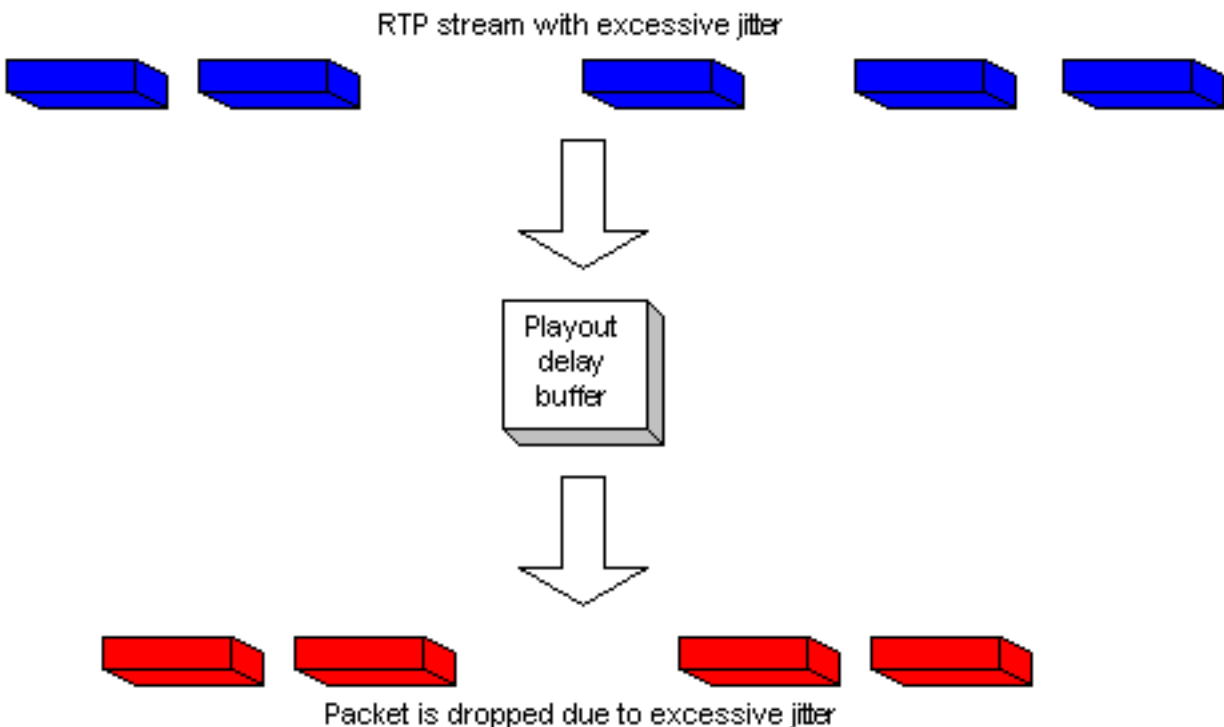 RTP stream with excessive jitter
Playout
delay
buffer
Packet is dropped due to excessive jitter